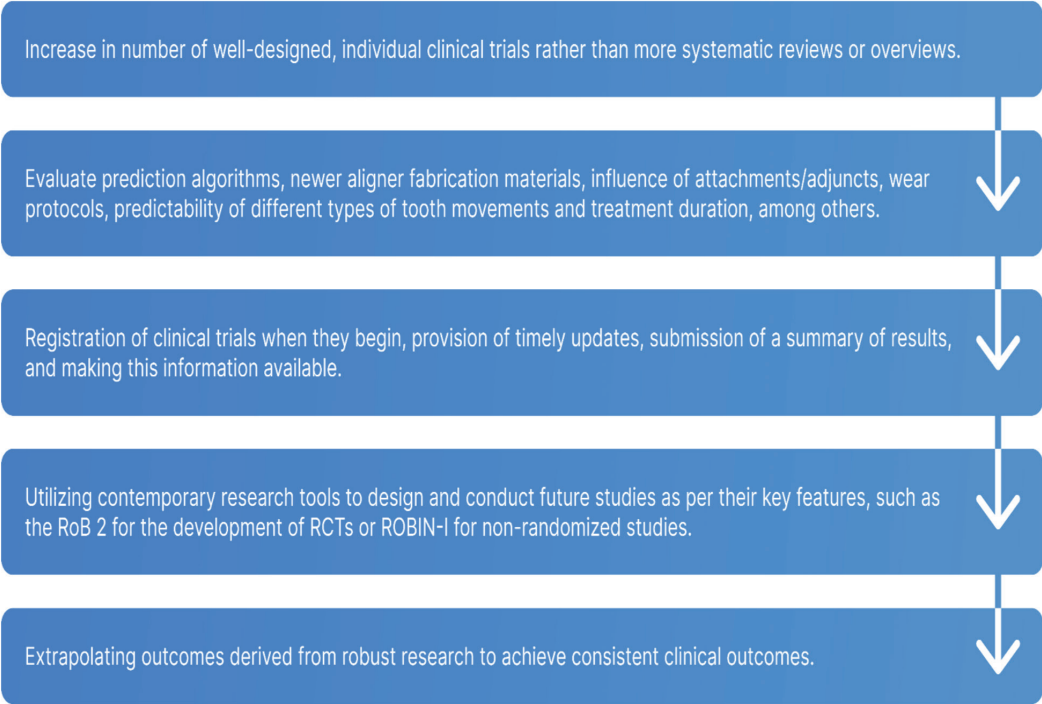 Increase in number of well-designed, individual clinical trials rather than more systematic reviews or overviews.
Evaluate prediction algorithms, newer aligner fabrication materials, influence of attachments/adjuncts, wear
protocols, predictability of different types of tooth movements and treatment duration, among others.
Registration of clinical trials when they begin, provision of timely updates, submission of a summary of results,
and making this information available.
Utilizing contemporary research tools to design and conduct future studies as per their key features, such as
the RoB 2 for the development of RCTs or ROBIN-I for non-randomized studies.
Extrapolating outcomes derived from robust research to achieve consistent clinical outcomes.